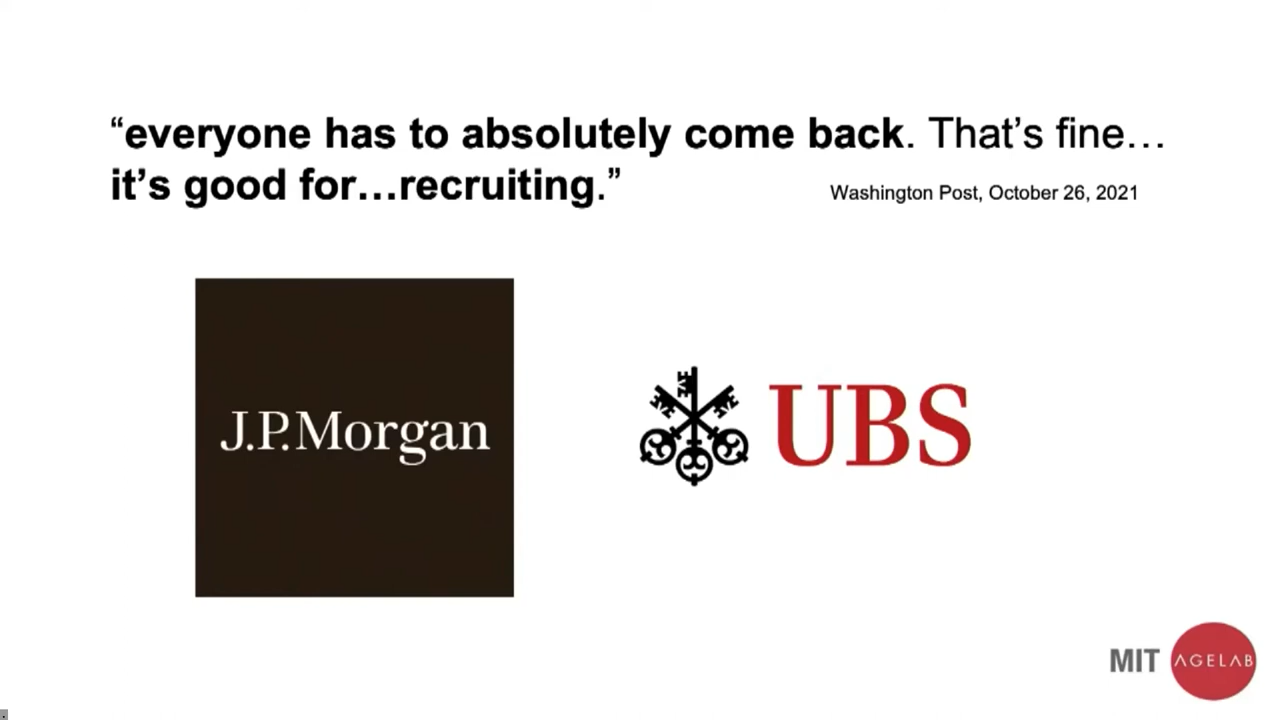 “everyone has to absolutely come back. That’s fine…
it’s good for…recruiting.”
Washington Post, October 26, 2021
J.P.Morgan
UBS
MIT AGELAB